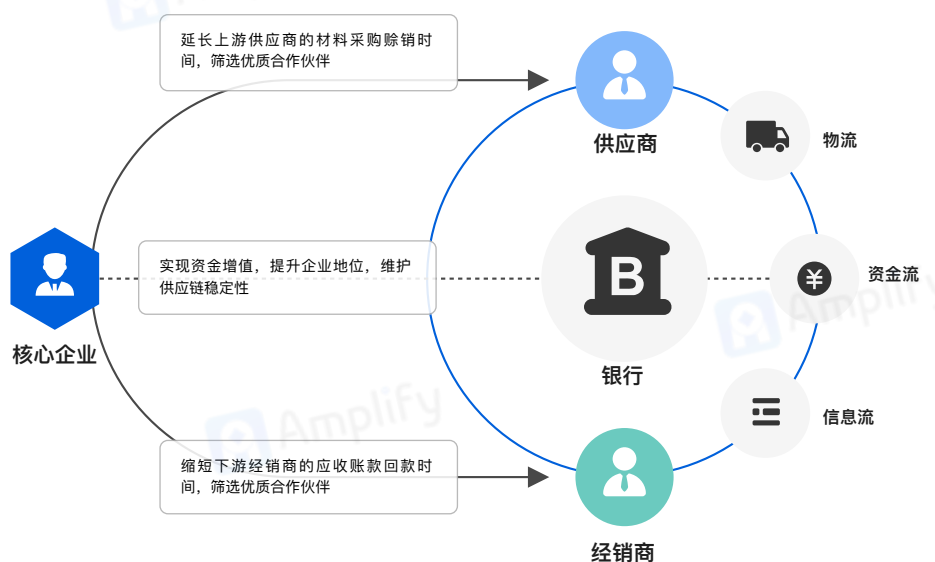 延长上游供应商的材料采购赊销时
间，筛选优质合作伙伴
供应商
物流
实现资金增值，提升企业地位，维护
供应链稳定性
B
¥
资金流
Amplify
核心企业
银行
信息流
Amplify
缩短下游经销商的应收账款回款时
间，筛选优质合作伙伴
经销商